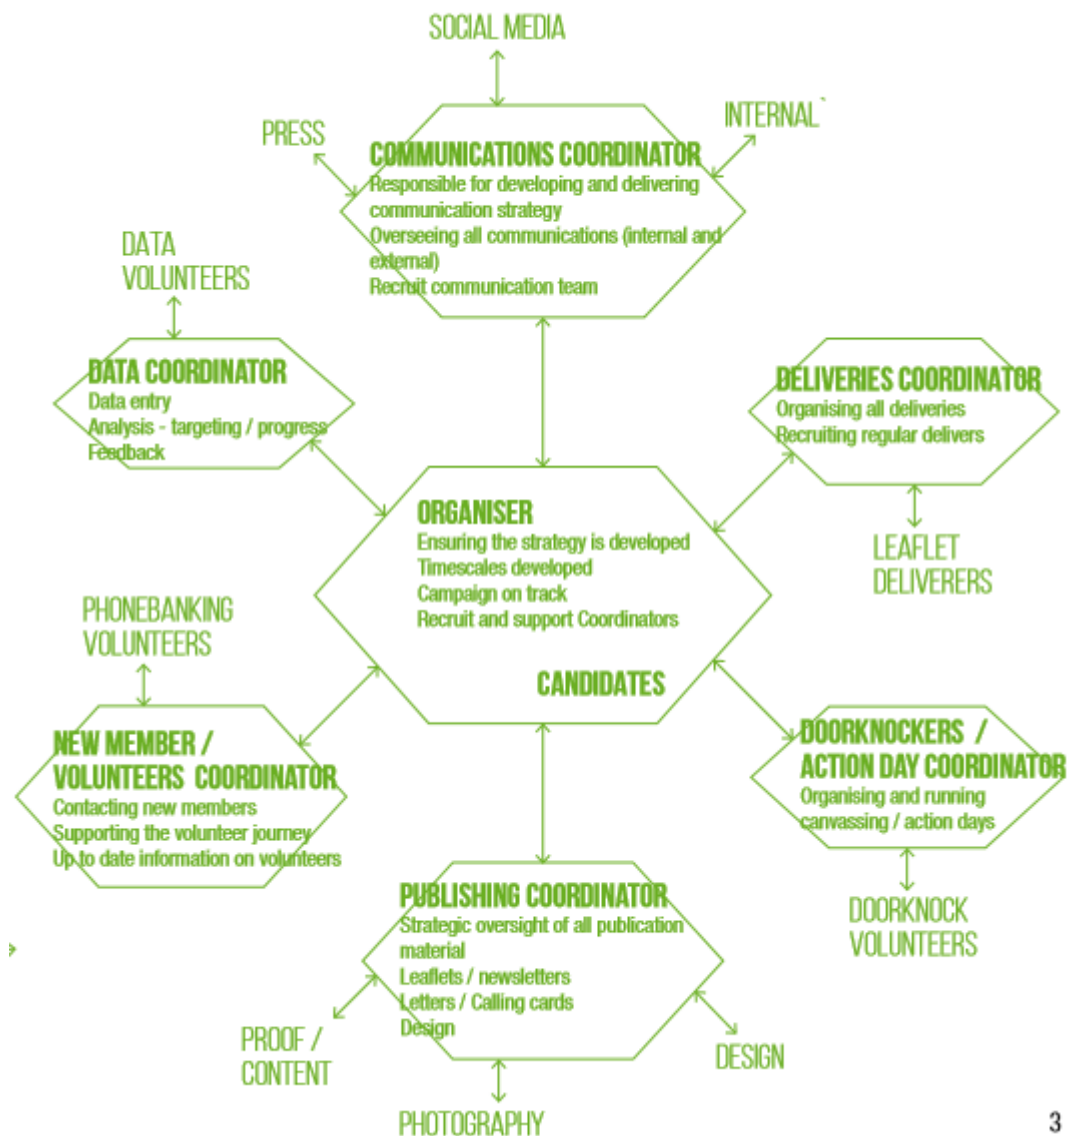 SOCIAL MEDIA
PRESS
INTERNAL
COMMUNICATIONS COORDINATOR
Responsible for developing and delivering
communication strategy
Overseeing all communications (internal and
external)
Recruit communication team
DATA
VOLUNTEERS
DATA COORDINATOR
Data entry
Analysis - targeting / progress
Feedback
DELIVERIES COORDINATOR
Organising all deliveries
Recruiting regular delivers
LEAFLET
DELIVERERS
ORGANISER
Ensuring the strategy is developed
Timescales developed
Campaign on track
Recruit and support Coordinators
CANDIDATES
PHONEBANKING
VOLUNTEERS
NEW MEMBER /
VOLUNTEERS COORDINATOR
Contacting new members
Supporting the volunteer journey
Up to date information on volunteers
DOORKNOCKERS /
ACTION DAY COORDINATOR
Organising and running
canvassing / action days
DOORKNOCK
VOLUNTEERS
PUBLISHING COORDINATOR
Strategic oversight of all publication
material
Leaflets / newsletters
Letters / Calling cards
Design
PROOF /
CONTENT
PHOTOGRAPHY
DESIGN
3